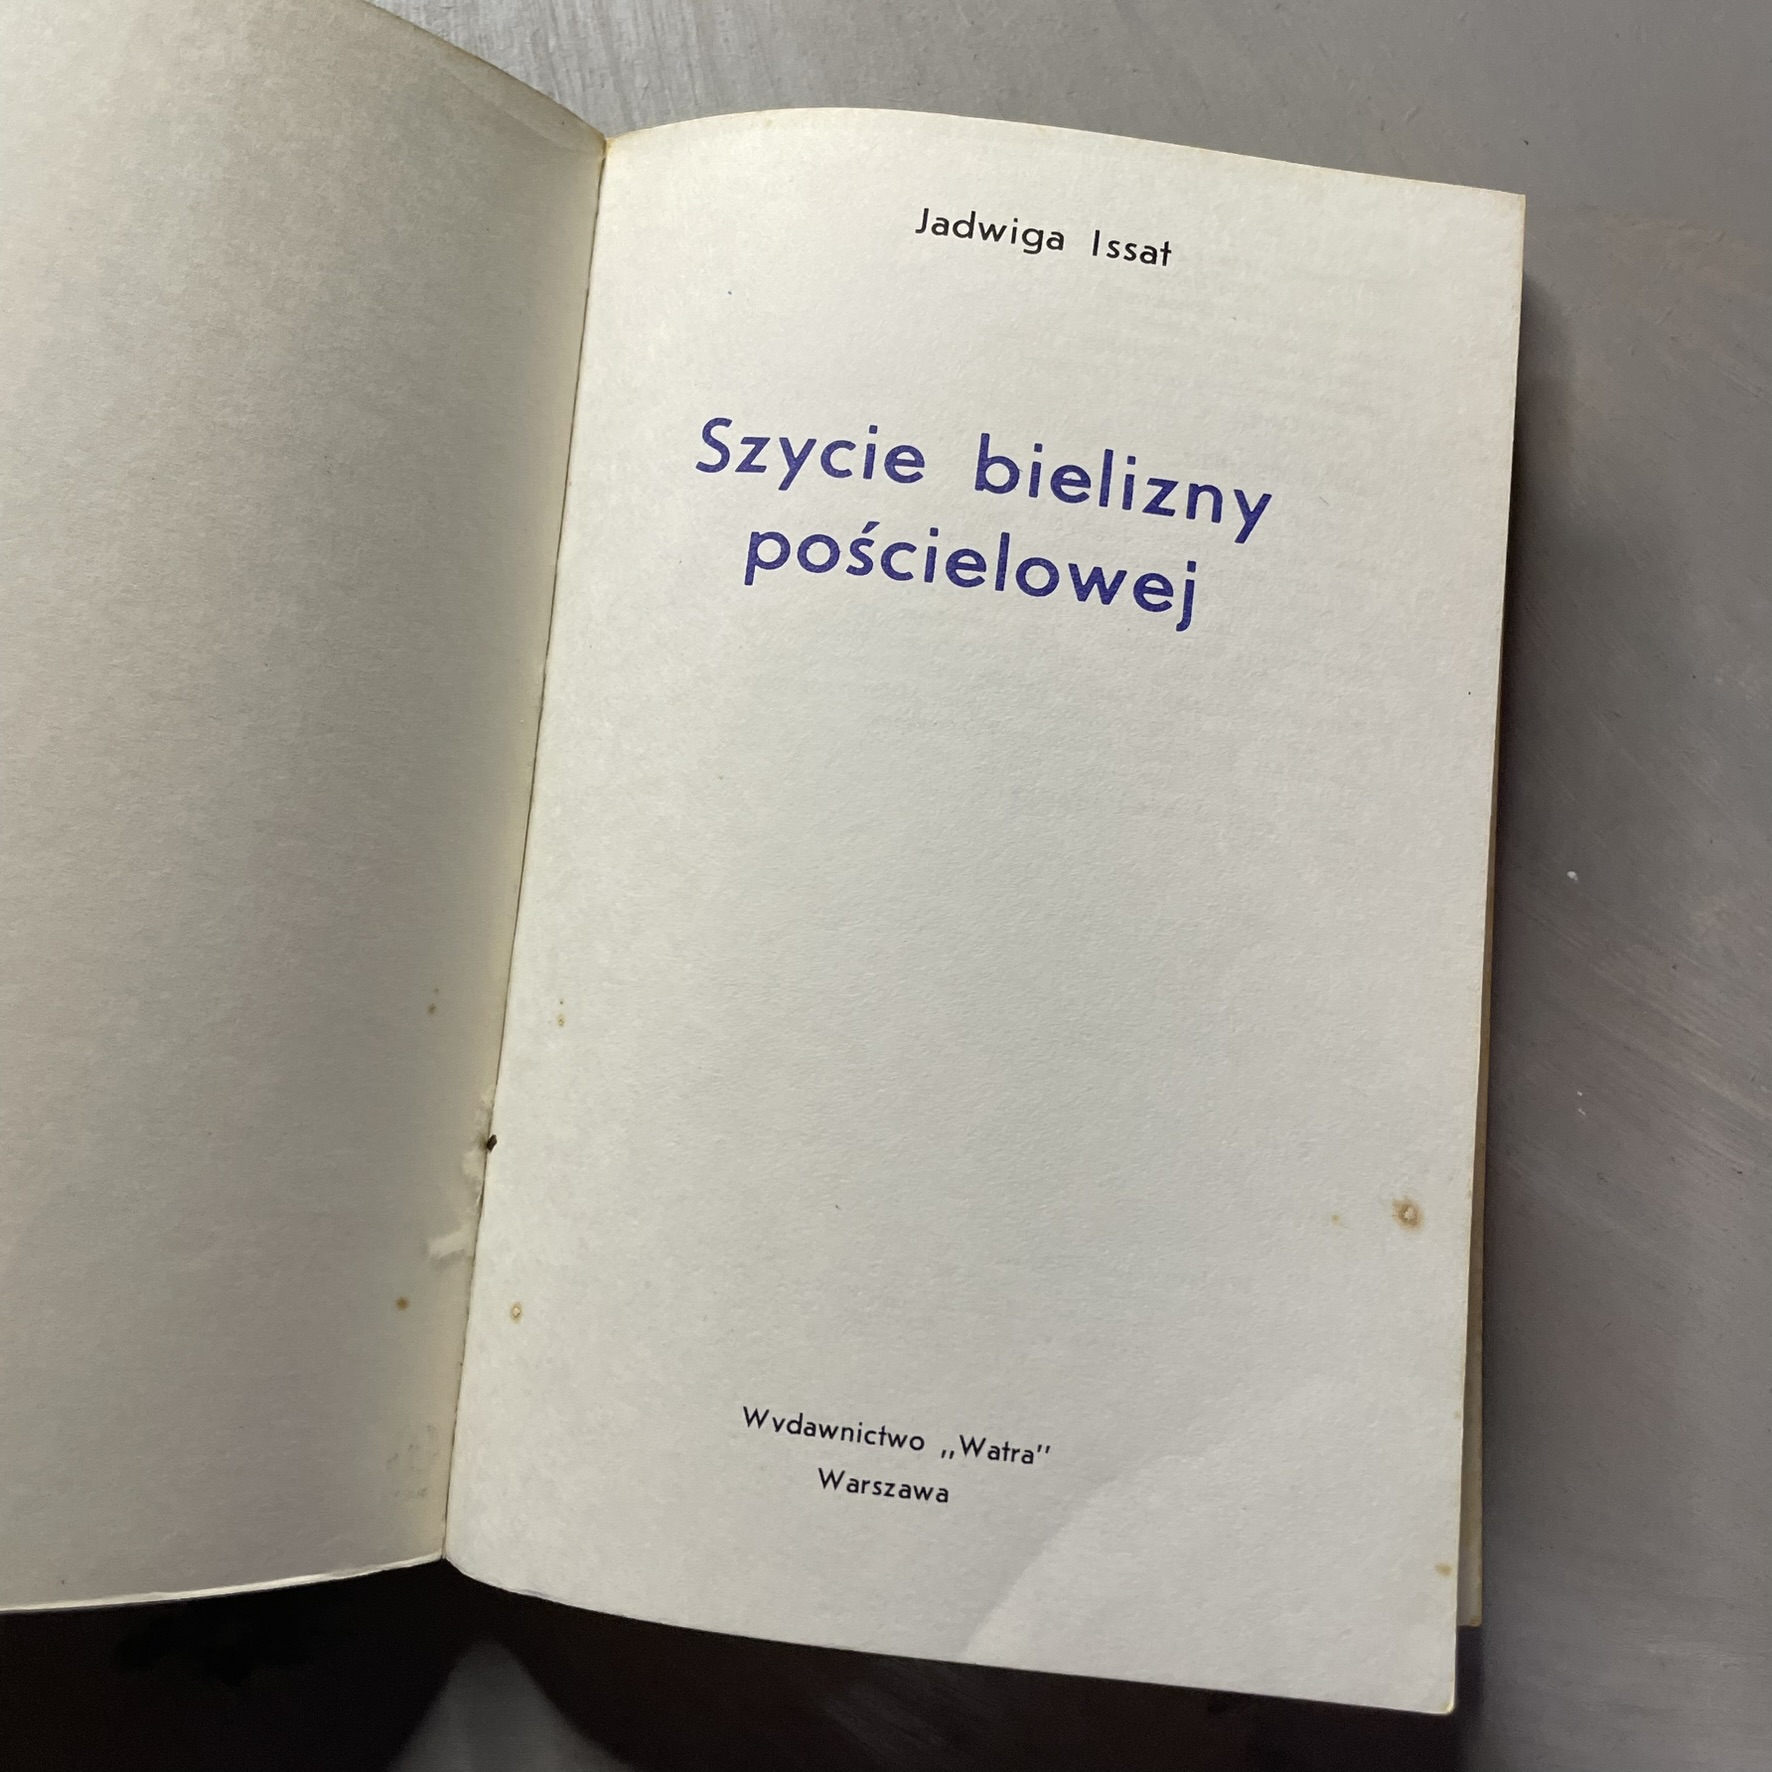 Jadwiga Issat
Szycie bielizny
pościelowej
Wydawnictwo ,,Watra''
Warszawa